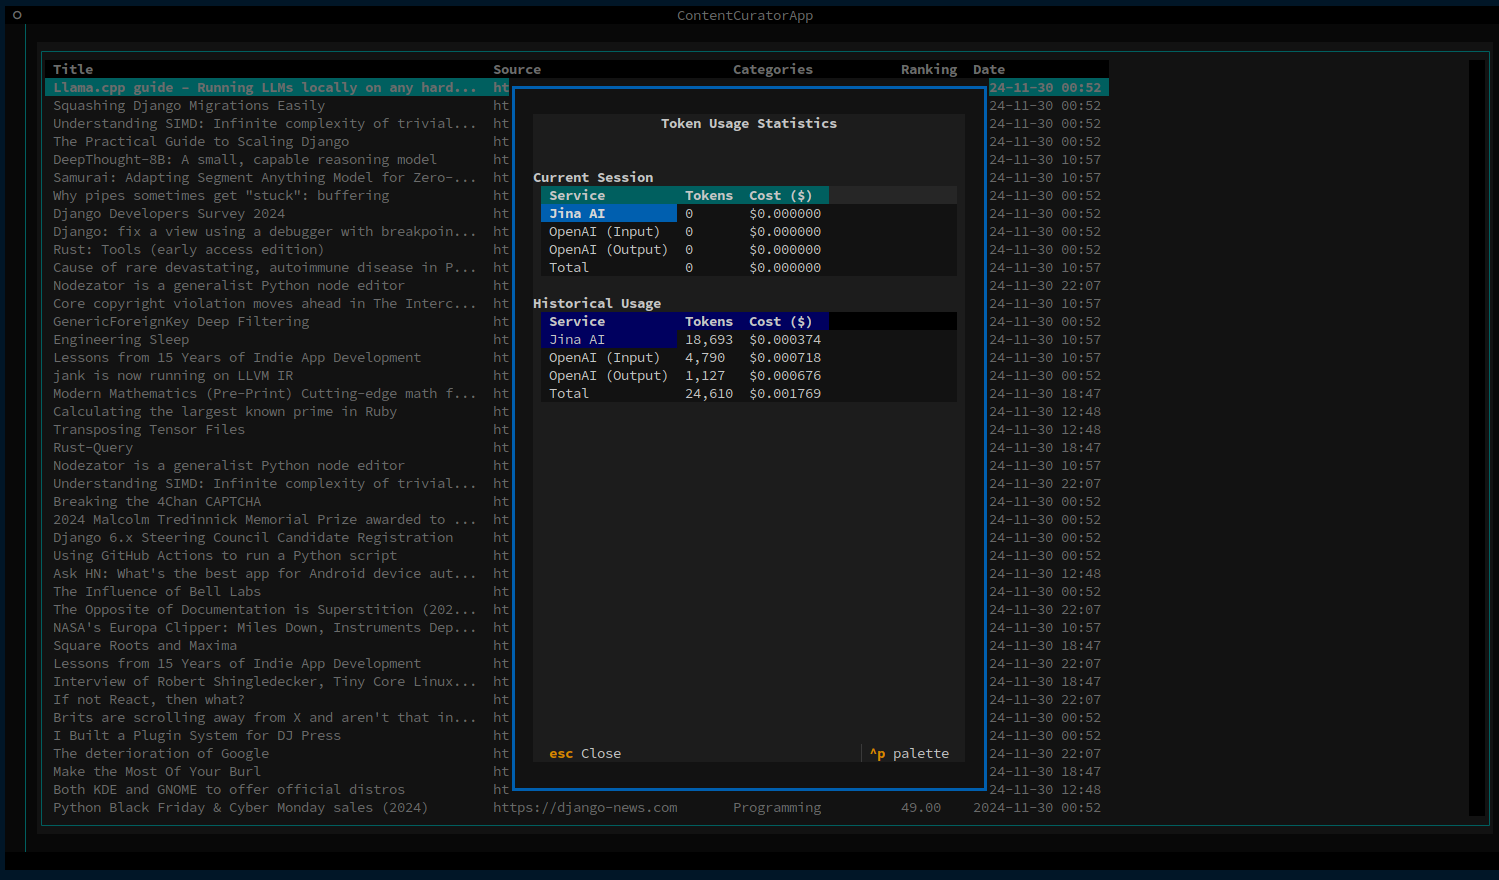 ContentCuratorApp
Title Source Categories Ranking Date
Llama.cpp guide – Running LLMs locally on any hard... ht 24-11-30 00:52
Squashing Django Migrations Easily ht 24-11-30 00:52
Understanding SIMD: Infinite complexity of trivial... ht Token Usage Statistics 24-11-30 00:52
The Practical Guide to Scaling Django ht 24-11-30 00:52
DeepThought-8B: A small, capable reasoning model ht 24-11-30 10:57
Samurai: Adapting Segment Anything Model for Zero-... ht Current Session 24-11-30 10:57
Why pipes sometimes get "stuck": buffering ht Service Tokens Cost ($) 24-11-30 00:52
Django Developers Survey 2024 ht Jina AI 0 $0.000000 24-11-30 00:52
Django: fix a view using a debugger with breakpoin... ht OpenAI (Input) 0 $0.000000 24-11-30 00:52
Rust: Tools (early access edition) ht OpenAI (Output) 0 $0.000000 24-11-30 00:52
Cause of rare devastating, autoimmune disease in P... ht Total 0 $0.000000 24-11-30 10:57
Nodezator is a generalist Python node editor ht 24-11-30 22:07
Core copyright violation moves ahead in The Interc... ht Historical Usage 24-11-30 10:57
GenericForeignKey Deep Filtering ht Service Tokens Cost ($) 24-11-30 00:52
Engineering Sleep ht Jina AI 18,693 $0.000374 24-11-30 10:57
Lessons from 15 Years of Indie App Development ht OpenAI (Input) 4,790 $0.000718 24-11-30 10:57
jank is now running on LLVM IR ht OpenAI (Output) 1,127 $0.000676 24-11-30 00:52
Modern Mathematics (Pre-Print) Cutting-edge math f... ht Total 24,610 $0.001769 24-11-30 18:47
Calculating the largest known prime in Ruby ht 24-11-30 12:48
Transposing Tensor Files ht 24-11-30 12:48
Rust-Query ht 24-11-30 18:47
Nodezator is a generalist Python node editor ht 24-11-30 10:57
Understanding SIMD: Infinite complexity of trivial... ht 24-11-30 22:07
Breaking the 4Chan CAPTCHA ht 24-11-30 00:52
2024 Malcolm Tredinnick Memorial Prize awarded to ... ht 24-11-30 00:52
Django 6.x Steering Council Candidate Registration ht 24-11-30 00:52
Using GitHub Actions to run a Python script ht 24-11-30 00:52
Ask HN: What's the best app for Android device aut... ht 24-11-30 12:48
The Influence of Bell Labs ht 24-11-30 00:52
The Opposite of Documentation is Superstition (202... ht 24-11-30 22:07
NASA's Europa Clipper: Miles Down, Instruments Dep... ht 24-11-30 10:57
Square Roots and Maxima ht 24-11-30 18:47
Lessons from 15 Years of Indie App Development ht 24-11-30 22:07
Interview of Robert Shingledecker, Tiny Core Linux... ht 24-11-30 18:47
If not React, then what? ht 24-11-30 22:07
Brits are scrolling away from X and aren't that in... ht 24-11-30 00:52
I Built a Plugin System for DJ Press ht 24-11-30 00:52
The deterioration of Google ht esc Close ^p palette 24-11-30 22:07
Make the Most Of Your Burl ht 24-11-30 18:47
Both KDE and GNOME to offer official distros ht 24-11-30 12:48
Python Black Friday & Cyber Monday sales (2024) https://django-news.com Programming 49.00 2024-11-30 00:52